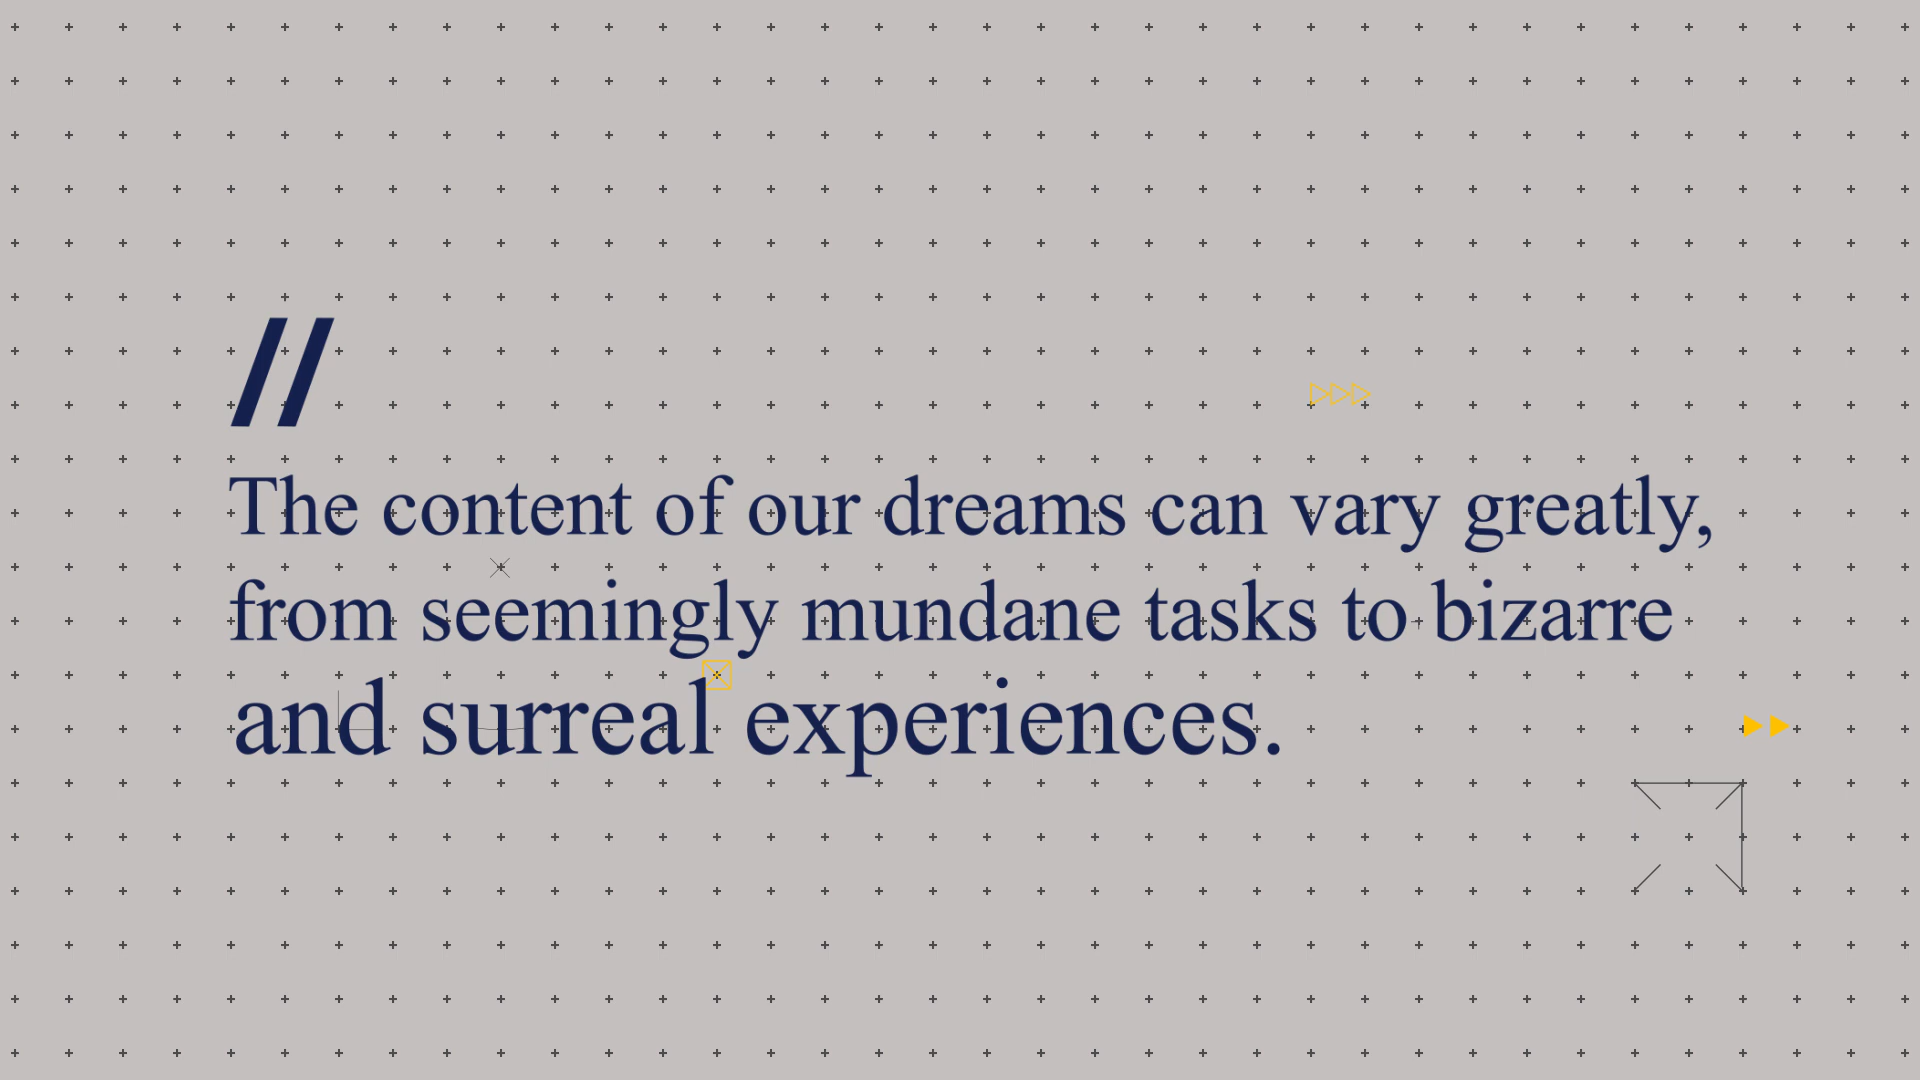 //
The content of our dreams can vary greatly,
from seemingly mundane tasks to bizarre
and surreal experiences.